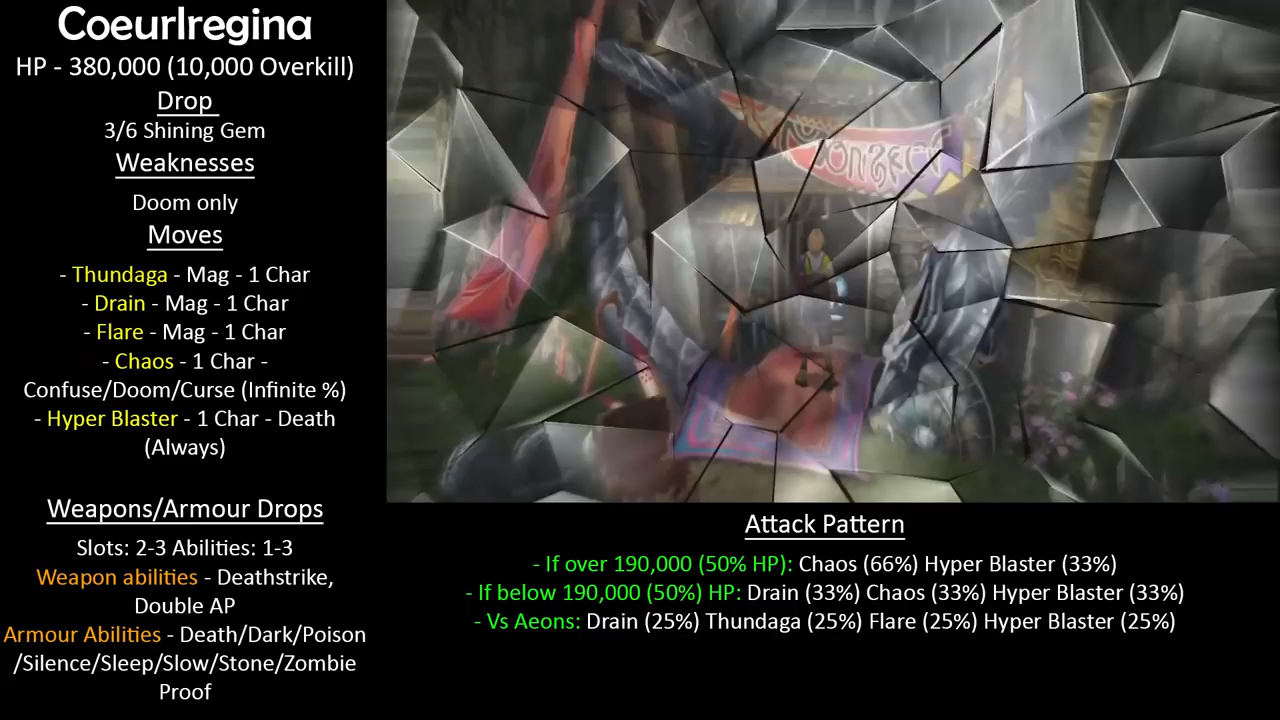 Coeurlregina
HP - 380,000 (10,000 Overkill)
Drop
3/6 Shining Gem
Weaknesses
Doom only
Moves
- Thundaga - Mag - 1 Char
- Drain - Mag - 1 Char
- Flare - Mag - 1 Char
- Chaos - 1 Char -
Confuse/Doom/Curse (Infinite %)
- Hyper Blaster - 1 Char - Death
(Always)
Weapons/Armour Drops
Slots: 2-3 Abilities: 1-3
Weapon abilities - Deathstrike,
Double AP
Armour Abilities - Death/Dark/Poison
/Silence/Sleep/Slow/Stone/Zombie
Proof
Attack Pattern
- If over 190,000 (50% HP): Chaos (66%) Hyper Blaster (33%)
- If below 190,000 (50%) HP: Drain (33%) Chaos (33%) Hyper Blaster (33%)
- Vs Aeons: Drain (25%) Thundaga (25%) Flare (25%) Hyper Blaster (25%)